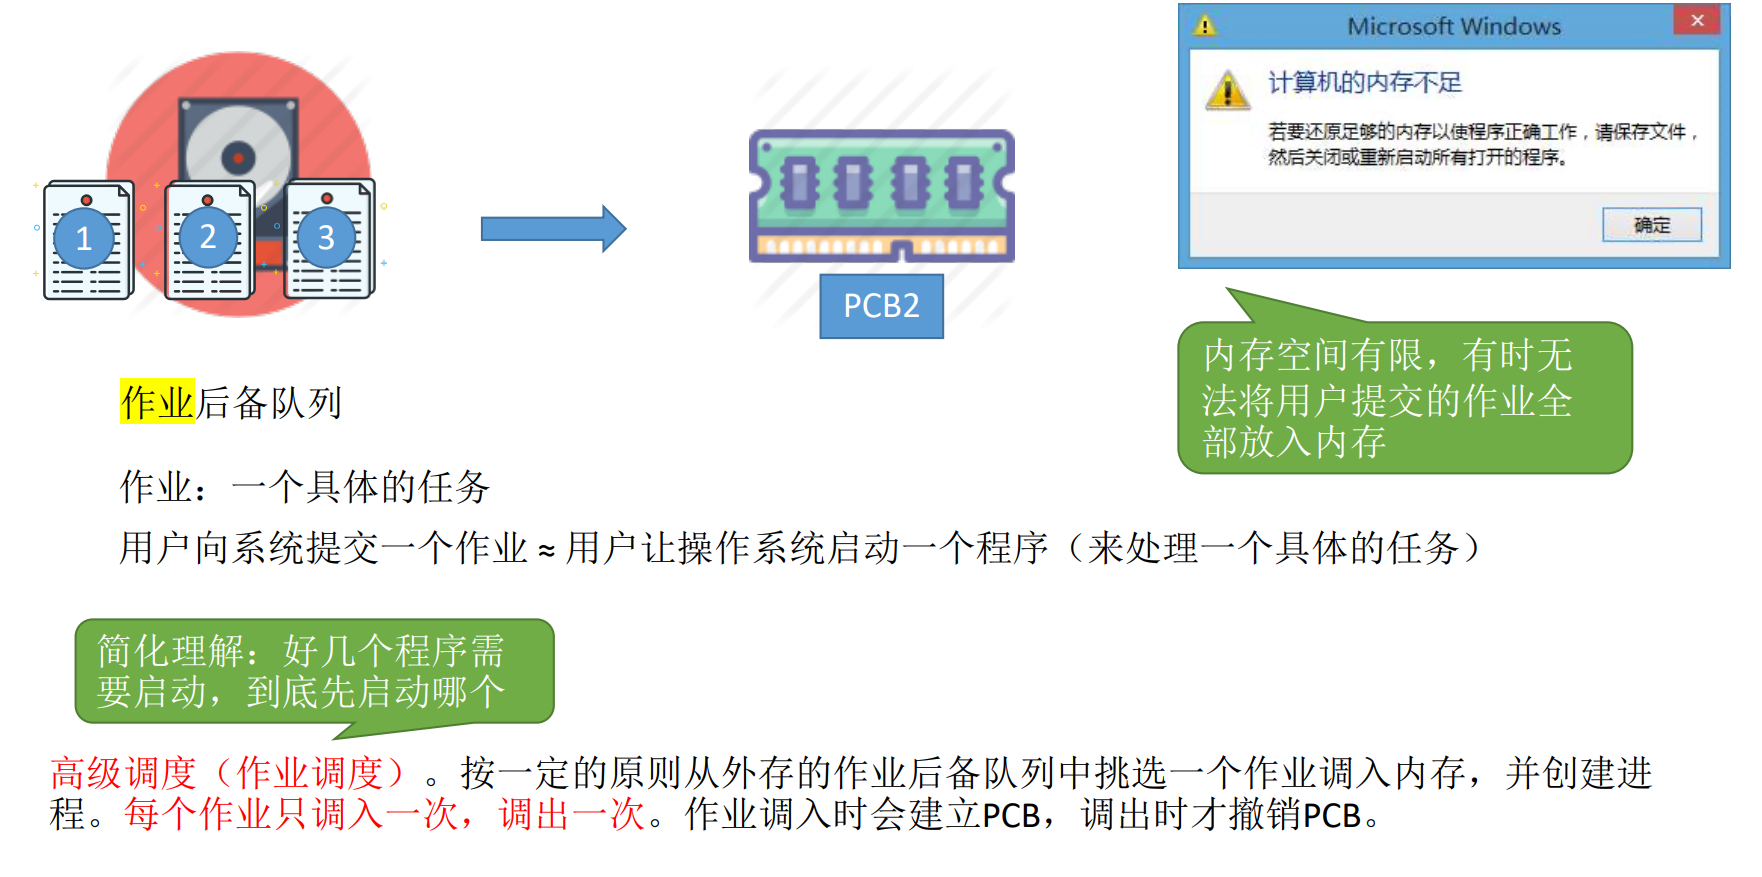 Microsoft Windows
计算机的内存不足
若要还原足够的内存以使程序正确工作，请保存文件，
然后关闭或重新启动所有打开的程序。
确定
1
2
3
PCB2
内存空间有限，有时无
法将用户提交的作业全
部放入内存
作业后备队列
作业：一个具体的任务
用户向系统提交一个作业 ≈ 用户让操作系统启动一个程序（来处理一个具体的任务）
简化理解：好几个程序需
要启动，到底先启动哪个
高级调度（作业调度）。按一定的原则从外存的作业后备队列中挑选一个作业调入内存，并创建进
程。每个作业只调入一次，调出一次。作业调入时会建立PCB，调出时才撤销PCB。